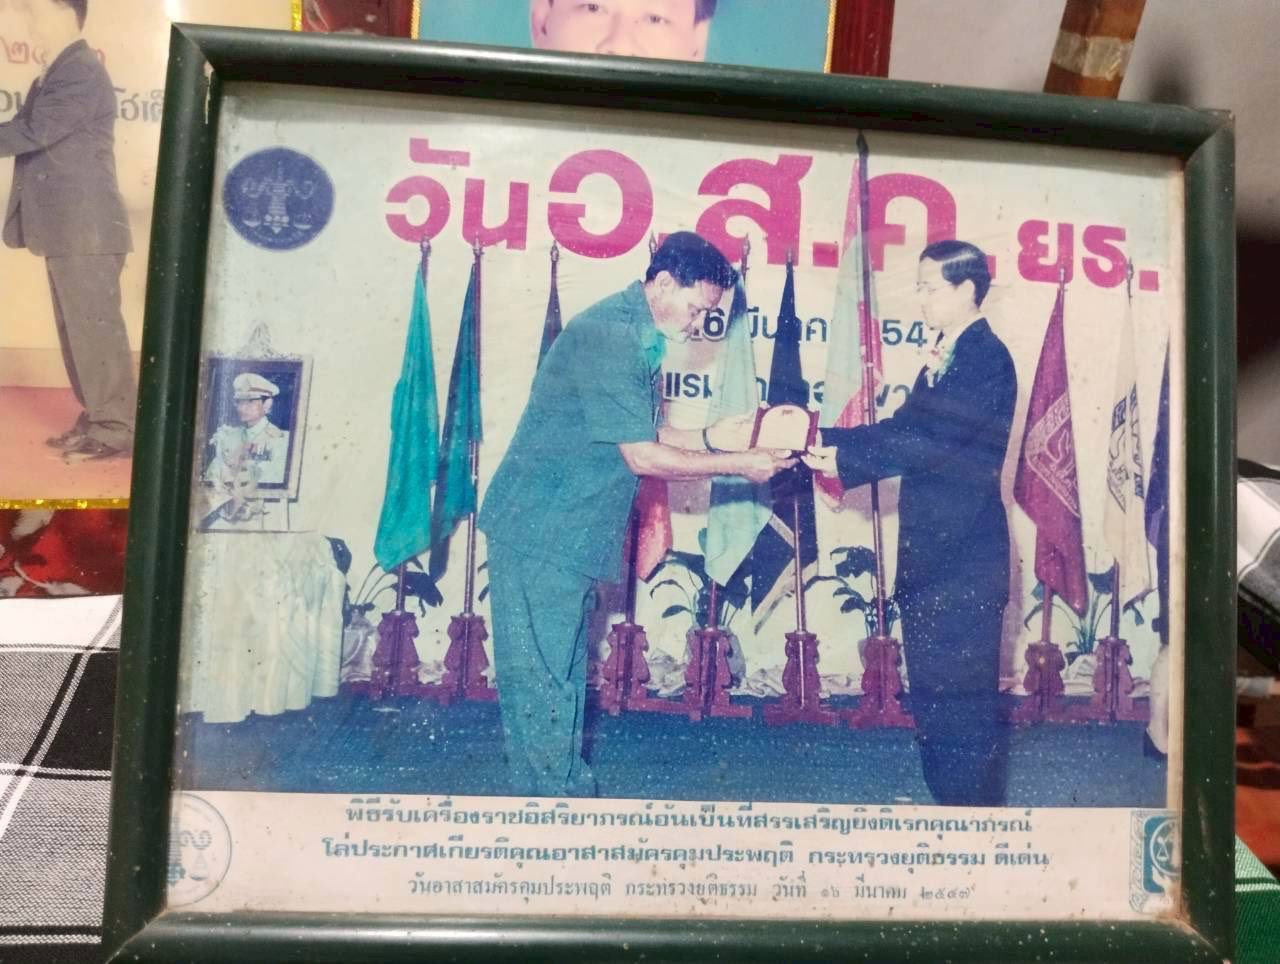 วัน อ.ส.ค. ยธ.
โฮเต็
พิธีรับเครื่องราชอิสริยาภรณ์อันเป็นที่สรรเสริญยิ่งดิเรกคุณาภรณ์
โล่ประกาศเกียรติคุณอาสาสมัครคุมประพฤติ กระทรวงยุติธรรม ดีเด่น
วันอาสาสมัครคุมประพฤติ กระทรวงยุติธรรม วันที่ ๑๖ มีนาคม ๒๕๔๗